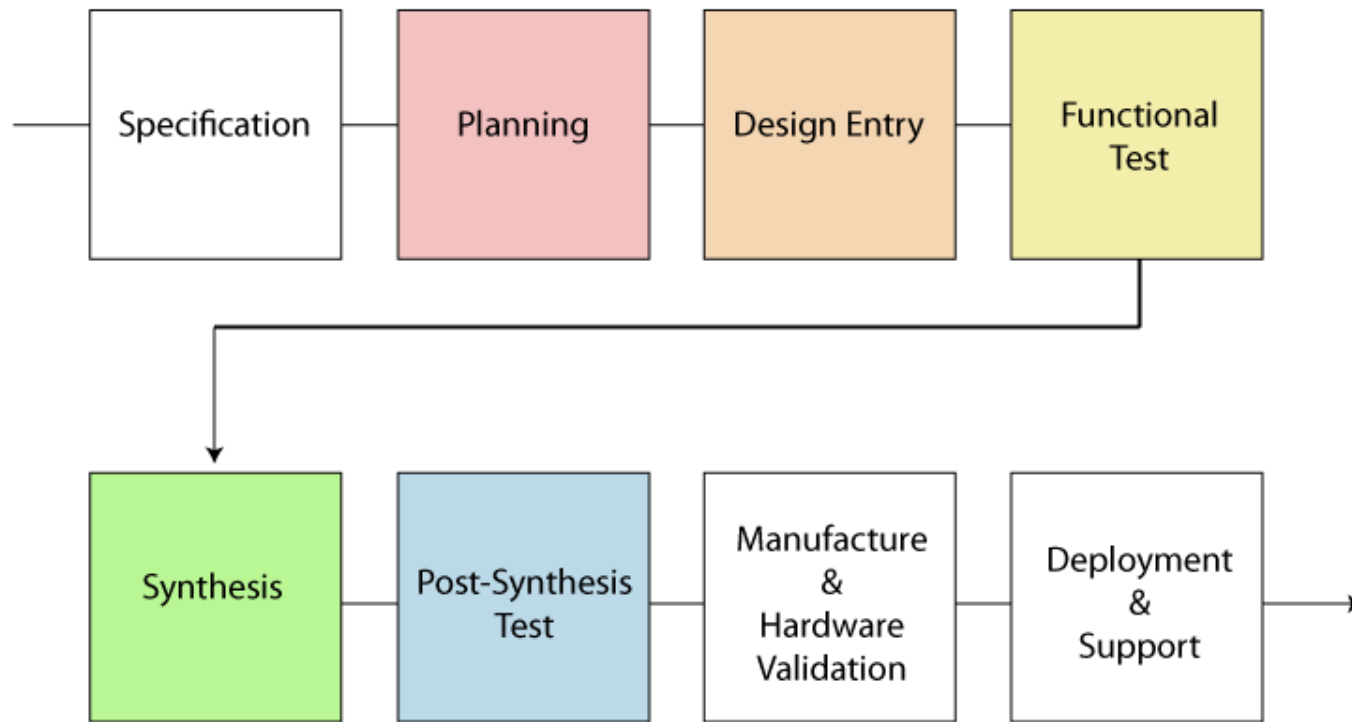 Specification
Planning
Design Entry
Functional
Test
Synthesis
Post-Synthesis
Test
Manufacture
&
Hardware
Validation
Deployment
&
Support